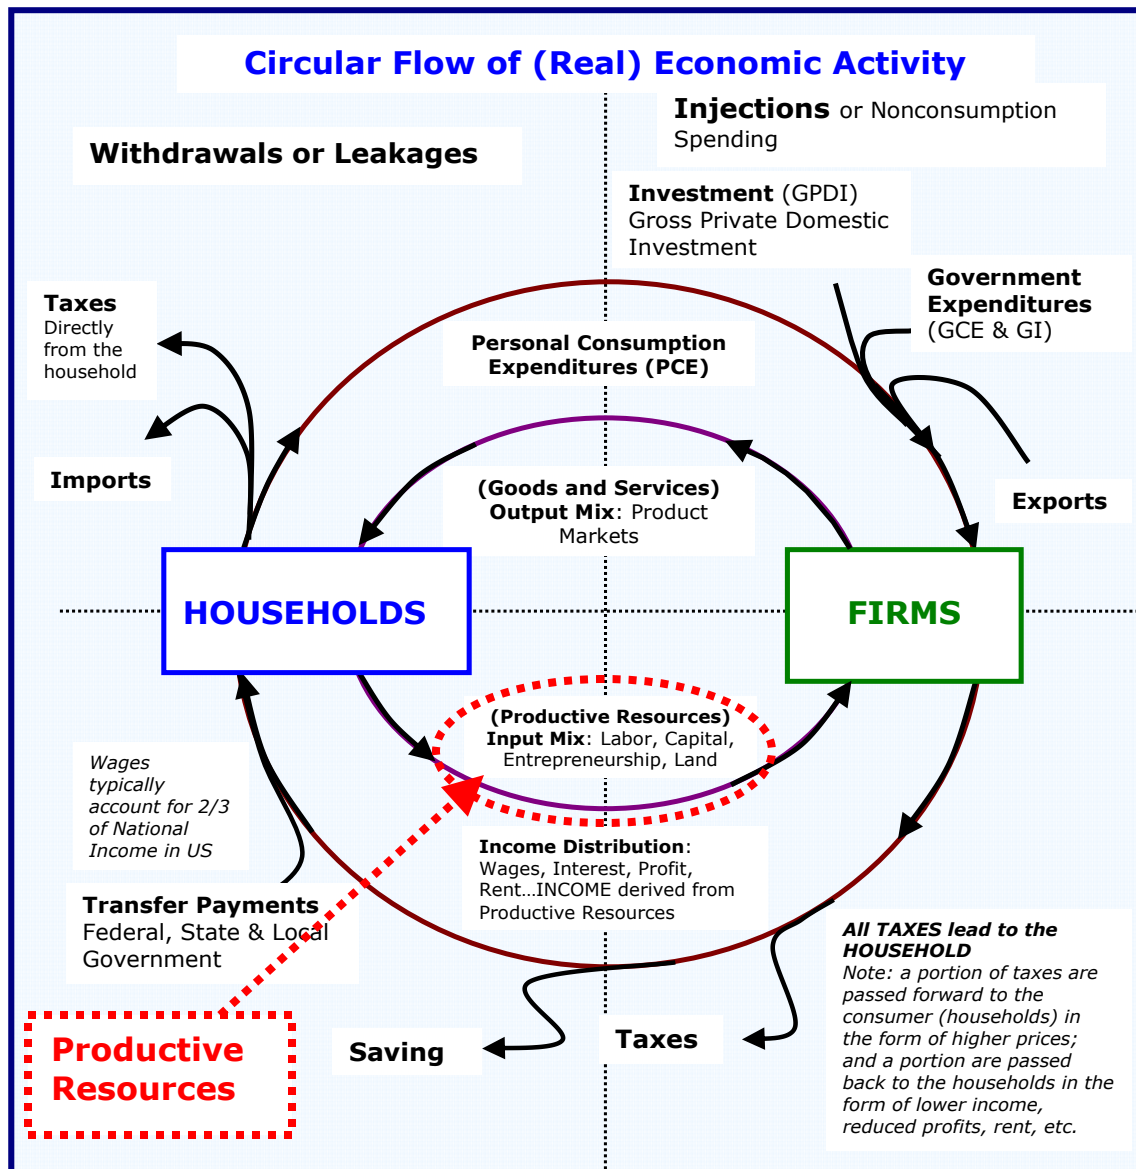 Circular Flow of (Real) Economic Activity
Injections or Nonconsumption
Spending
Withdrawals or Leakages
Investment (GPDI)
Gross Private Domestic
Investment
Government
Expenditures
(GCE & GI)
Taxes
Directly
from the
household
Personal Consumption
Expenditures (PCE)
Imports
(Goods and Services)
Output Mix: Product
Markets
Exports
HOUSEHOLDS
FIRMS
(Productive Resources)
Input Mix: Labor, Capital,
Entrepreneurship, Land
Wages
typically
account for 2/3
of National
Income in US
Income Distribution:
Wages, Interest, Profit,
Rent...INCOME derived from
Productive Resources
Transfer Payments
Federal, State & Local
Government
All TAXES lead to the
HOUSEHOLD
Note: a portion of taxes are
passed forward to the
consumer (households) in
the form of higher prices;
and a portion are passed
back to the households in the
form of lower income,
reduced profits, rent, etc.
Productive
Resources
Saving
Taxes